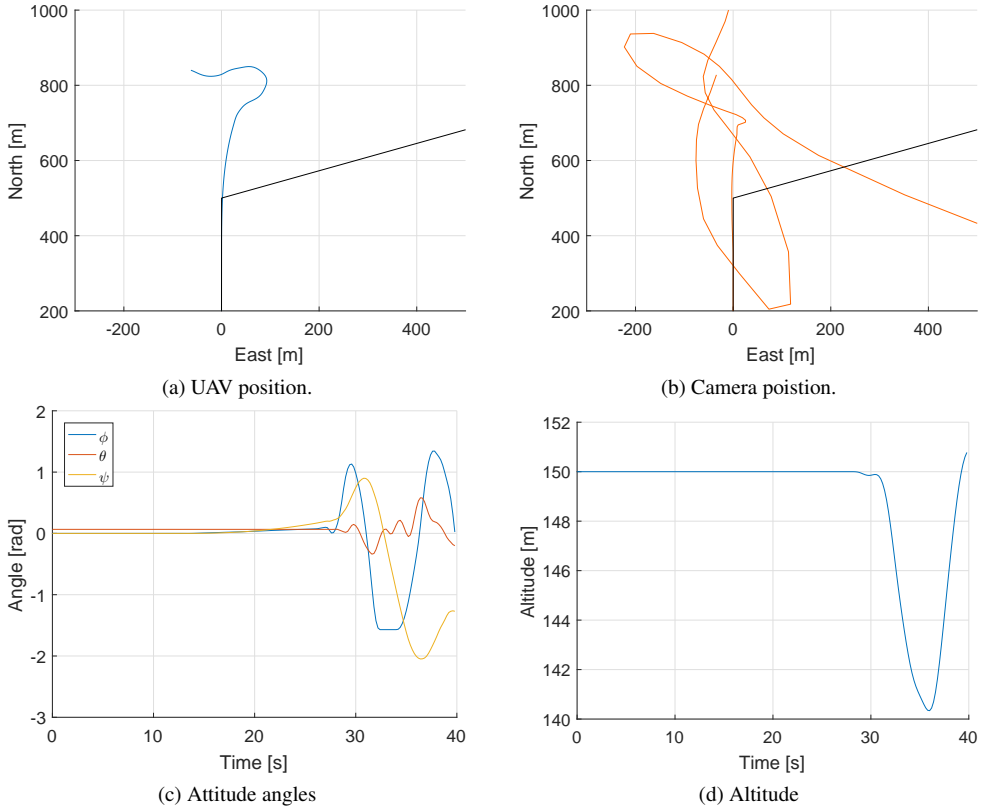 1000
800
600
400
200
North [m]
-200
0
200
400
East [m]
(a) UAV position.
1000
800
600
400
200
North [m]
-200
0
200
400
East [m]
(b) Camera poistion.
2
1
0
-1
-2
-3
Angle [rad]
ϕ
θ
ψ
0
10
20
30
40
Time [s]
(c) Attitude angles
152
150
148
146
144
142
140
Altitude [m]
0
10
20
30
40
Time [s]
(d) Altitude